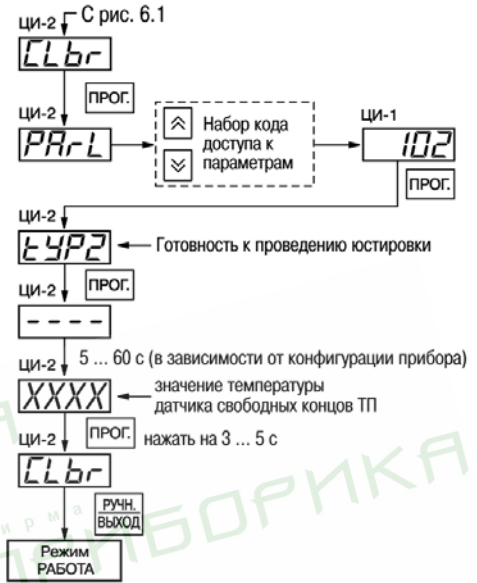 С рис. 6.1
ЦИ-2
CLbr
ПРОГ.
ЦИ-2
PArL
Набор кода
доступа к
параметрам
ЦИ-1
102
ПРОГ.
ЦИ-2
tYP2
Готовность к проведению юстировки
ПРОГ.
ЦИ-2
- - - -
5 ... 60 с (в зависимости от конфигурации прибора)
ЦИ-2
XXXX
значение температуры
датчика свободных концов ТП
ПРОГ.
нажать на 3 ... 5 с
ЦИ-2
CLbr
РУЧН.
ВЫХОД
Режим
РАБОТА